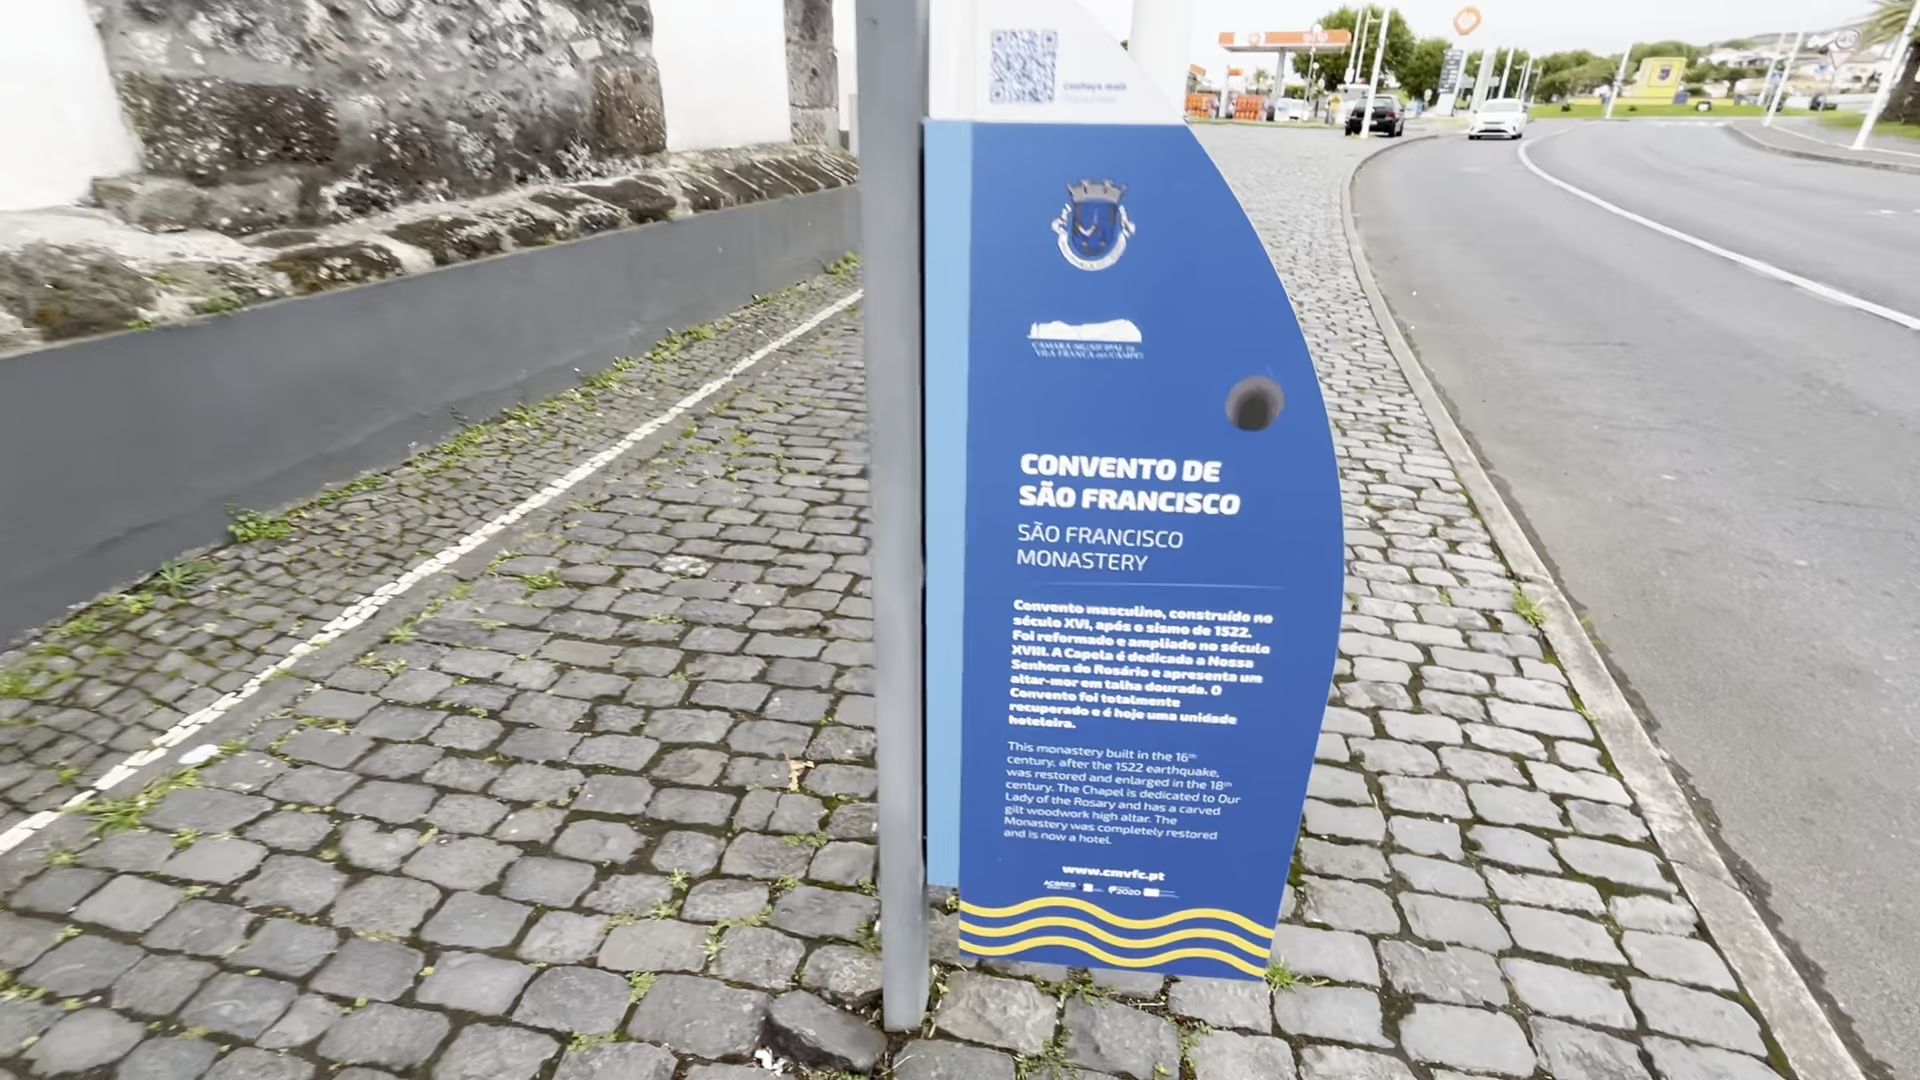 Conheça mais
CÂMARA MUNICIPAL DE
VILA FRANCA DO CAMPO
CONVENTO DE
SÃO FRANCISCO
SÃO FRANCISCO
MONASTERY
Convento masculino, construído no
século XVI, após o sismo de 1522.
Foi reformado e ampliado no século
XVIII. A Capela é dedicada a Nossa
Senhora do Rosário e apresenta um
altar-mor em talha dourada. O
Convento foi totalmente
recuperado e é hoje uma unidade
hoteleira.
This monastery built in the 16th
century, after the 1522 earthquake,
was restored and enlarged in the 18th
century. The Chapel is dedicated to Our
Lady of the Rosary and has a carved
gilt woodwork high altar. The
Monastery was completely restored
and is now a hotel.
www.cmvfc.pt
2020